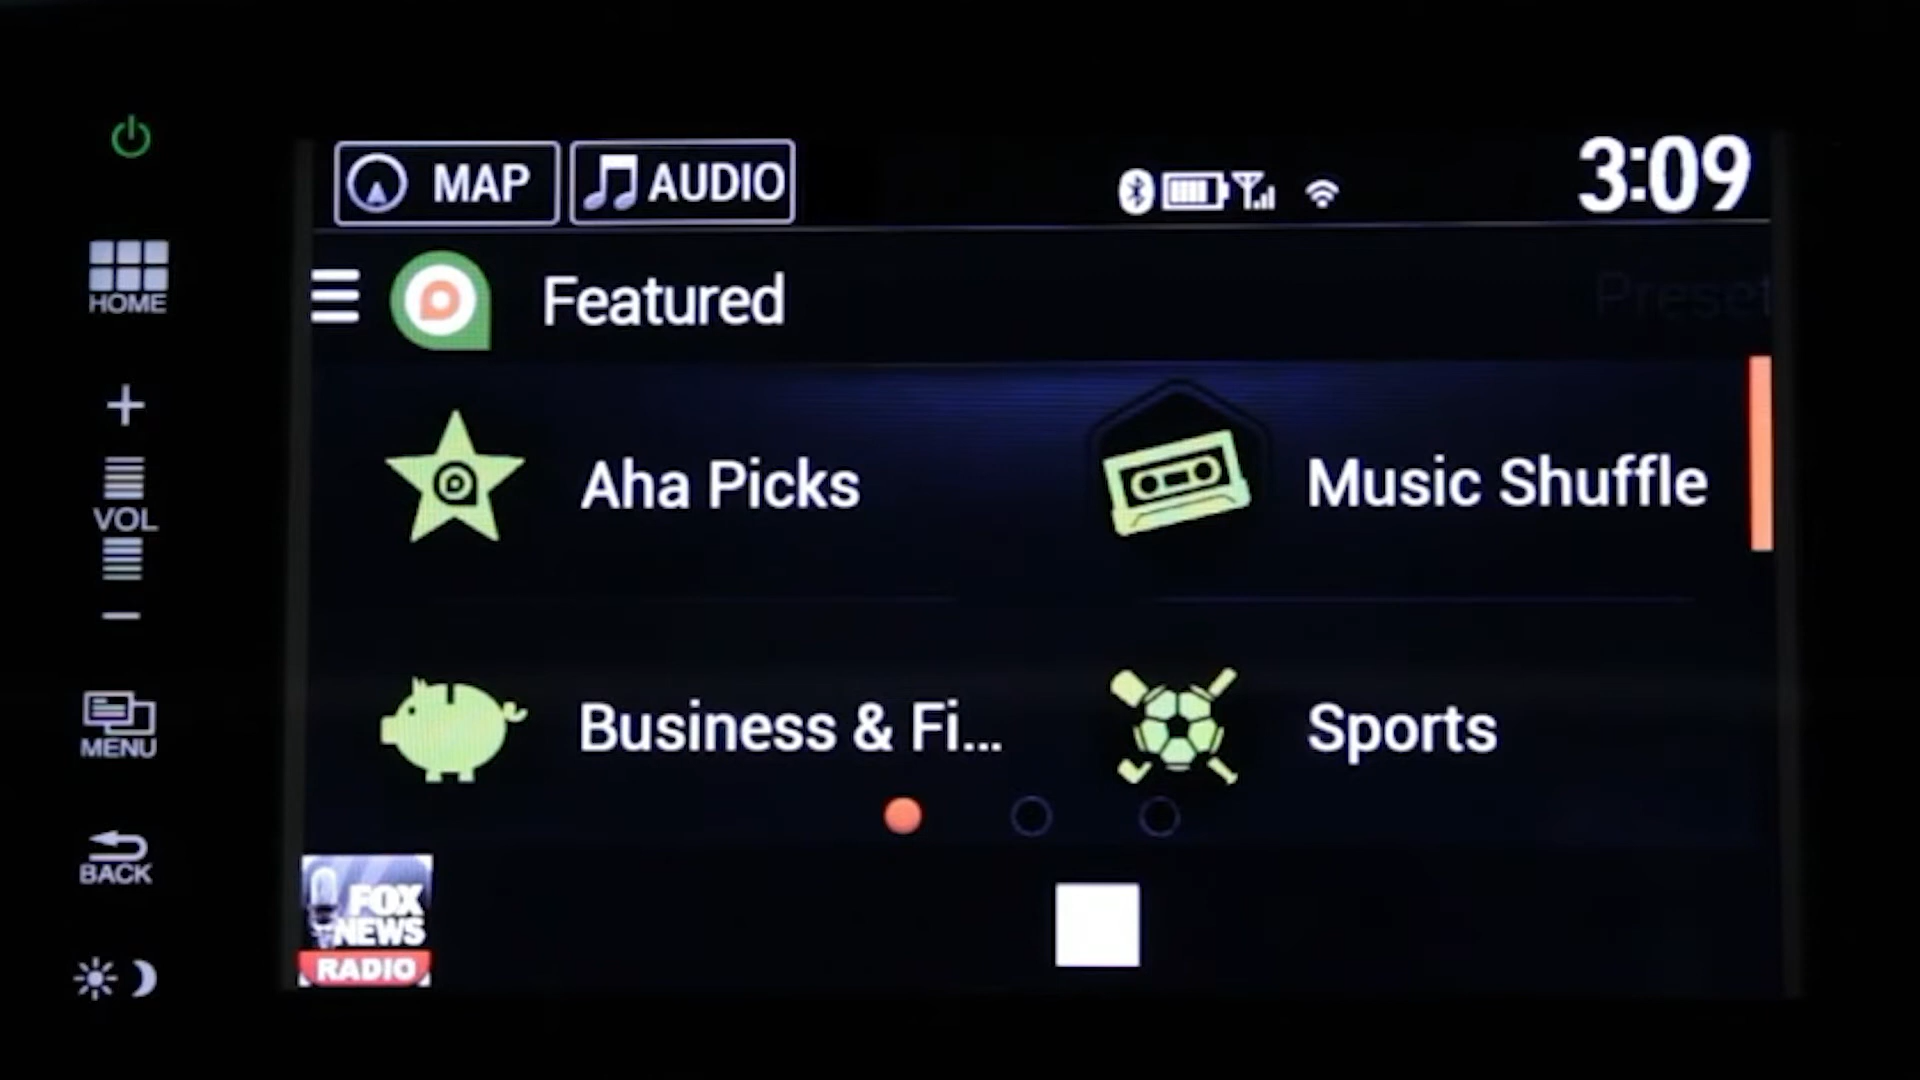 MAP
AUDIO
3:09
HOME
Featured
Preset
VOL
Aha Picks
Music Shuffle
MENU
Business & Fi...
Sports
BACK
FOX
NEWS
RADIO